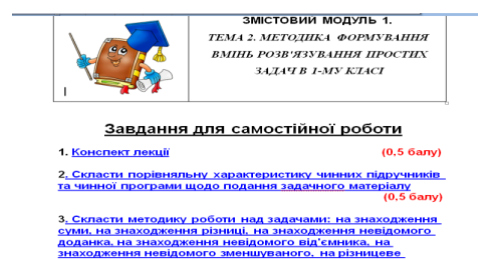 ЗМІСТОВИЙ МОДУЛЬ 1.
ТЕМА 2. МЕТОДИКА ФОРМУВАННЯ
ВМІНЬ РОЗВ'ЯЗУВАННЯ ПРОСТИХ
ЗАДАЧ В 1-МУ КЛАСІ
Завдання для самостійної роботи
1. Конспект лекції (0,5 балу)
2. Скласти порівняльну характеристику чинних підручників
та чинної програми щодо подання задачного матеріалу
(0,5 балу)
3. Скласти методику роботи над задачами: на знаходження
суми, на знаходження різниці, на знаходження невідомого
доданка, на знаходження невідомого від'ємника, на
знаходження невідомого зменшуваного, на різницеве